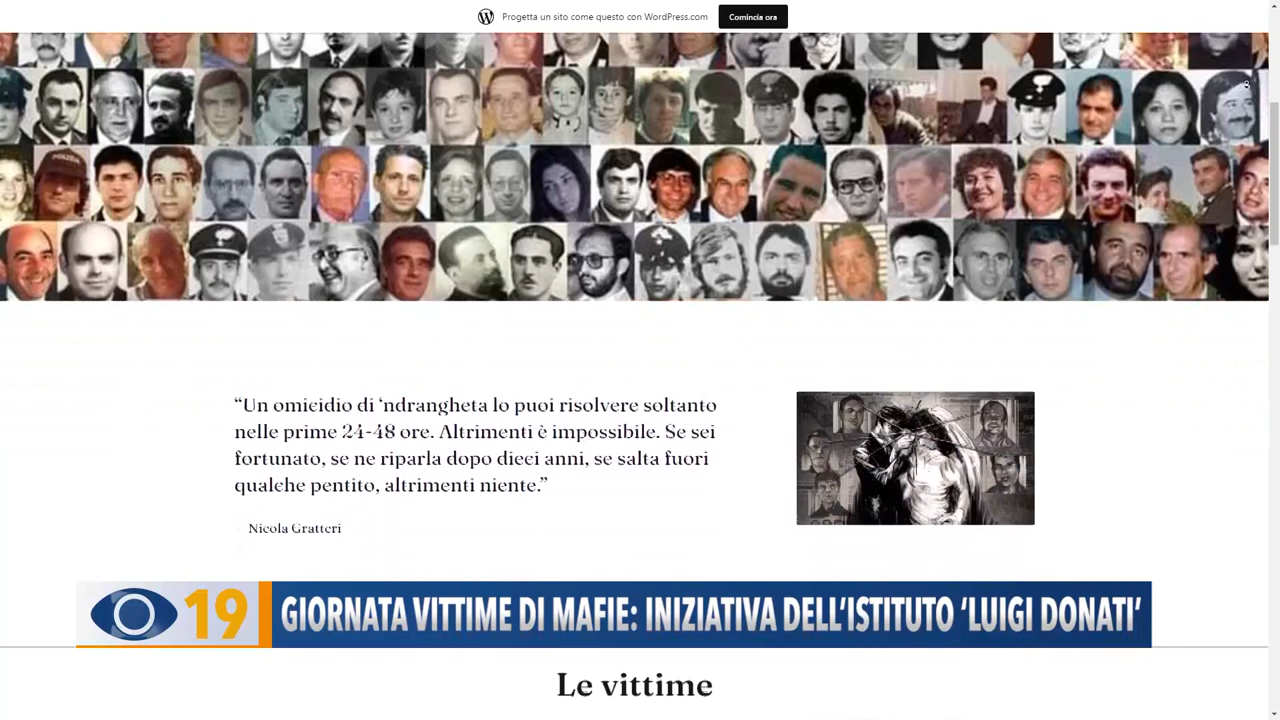 Progetta un sito come questo con WordPress.com
Comincia ora
“Un omicidio di ‘ndrangheta lo puoi risolvere soltanto
nelle prime 24-48 ore. Altrimenti è impossibile. Se sei
fortunato, se ne riparla dopo dieci anni, se salta fuori
qualche pentito, altrimenti niente.”
Nicola Gratteri
19
GIORNATA VITTIME DI MAFIE: INIZIATIVA DELL’ISTITUTO ‘LUIGI DONATI’
Le vittime